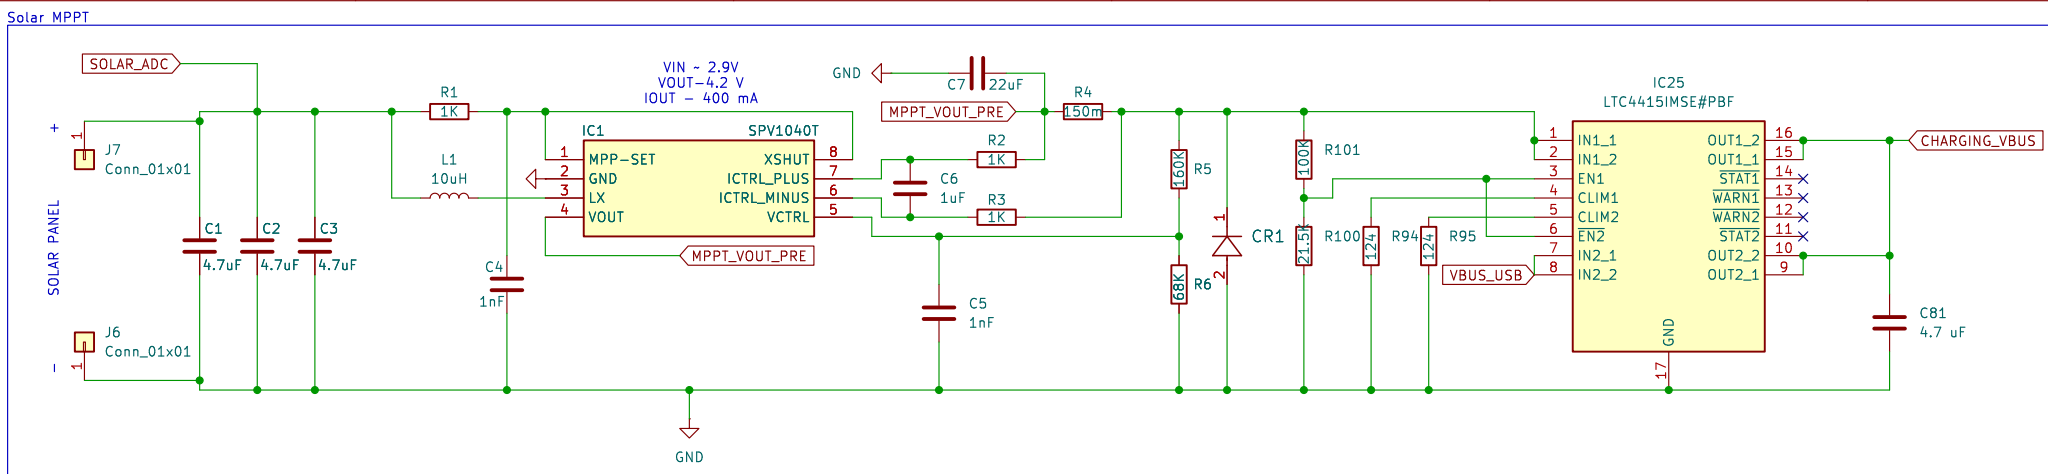 Solar MPPT
SOLAR_ADC
+
1
J7
Conn_01x01
SOLAR PANEL
J6
Conn_01x01
1
-
C1
4.7uF
C2
4.7uF
C3
4.7uF
R1
1K
L1
10uH
C4
1nF
VIN ~ 2.9V
VOUT-4.2 V
IOUT - 400 mA
IC1
SPV1040T
1 MPP-SET
2 GND
3 LX
4 VOUT
XSHUT 8
ICTRL_PLUS 7
ICTRL_MINUS 6
VCTRL 5
MPPT_VOUT_PRE
GND
GND
C7
22uF
MPPT_VOUT_PRE
R4
150m
R2
1K
C6
1uF
R3
1K
C5
1nF
R5
160K
R6
68K
1
CR1
2
R101
100K
R100
21.5K
R94
124
R95
124
VBUS_USB
IC25
LTC4415IMSE#PBF
1 IN1_1
2 IN1_2
3 EN1
4 CLIM1
5 CLIM2
6 EN2
7 IN2_1
8 IN2_2
OUT1_2 16
OUT1_1 15
STAT1 14
WARN1 13
WARN2 12
STAT2 11
OUT2_2 10
OUT2_1 9
GND
17
CHARGING_VBUS
C81
4.7 uF